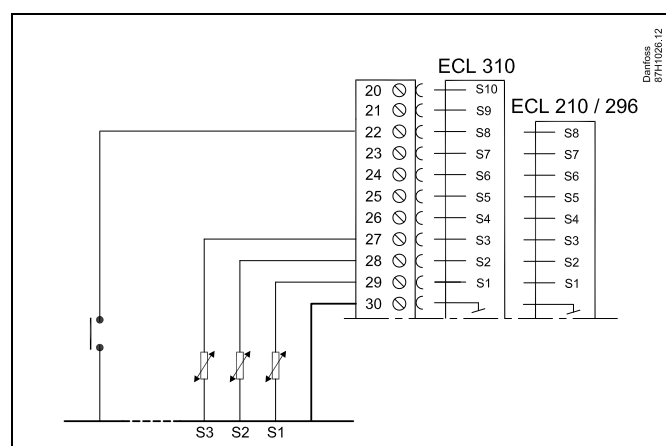 Danfoss
87H1026.12
ECL 310
ECL 210 / 296
20 S10
21 S9
22 S8 S8
23 S7 S7
24 S6 S6
25 S5 S5
26 S4 S4
27 S3 S3
28 S2 S2
29 S1 S1
30
S3 S2 S1